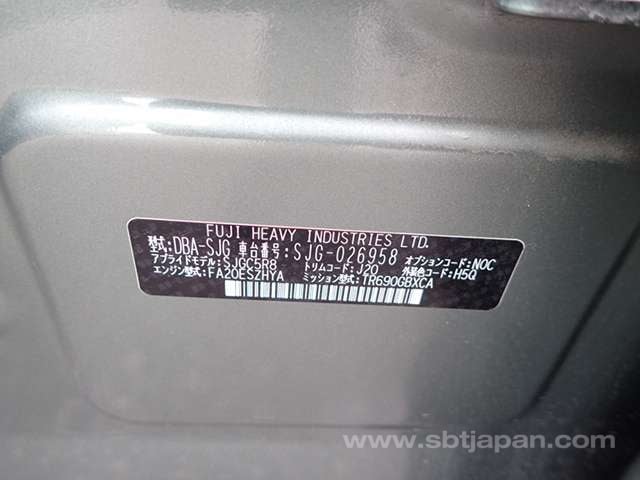 FUJI HEAVY INDUSTRIES LTD.
型式:DBA-SJG 車台番号:SJG-026958 オプションコード:N0C
アプライドモデル:SJGC5R8 トリムコード:J20 外装色コード:H5Q
エンジン型式:FA20ESZHYA ミッション型式:TR690GBXCA
www.sbtjapan.com